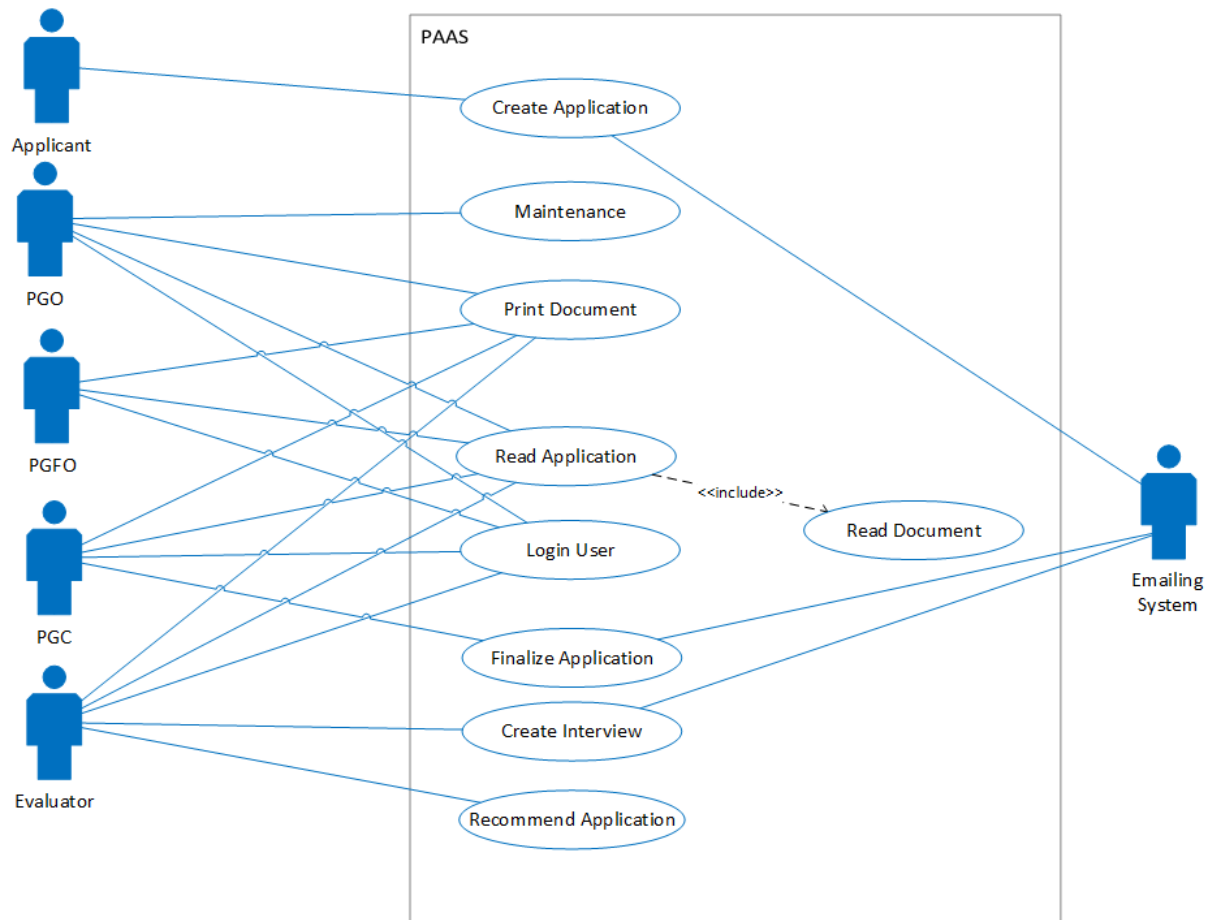 PAAS
Create Application
Applicant
Maintenance
PGO
Print Document
PGFO
Read Application
<<include>>
Read Document
Login User
Emailing
System
PGC
Finalize Application
Create Interview
Evaluator
Recommend Application